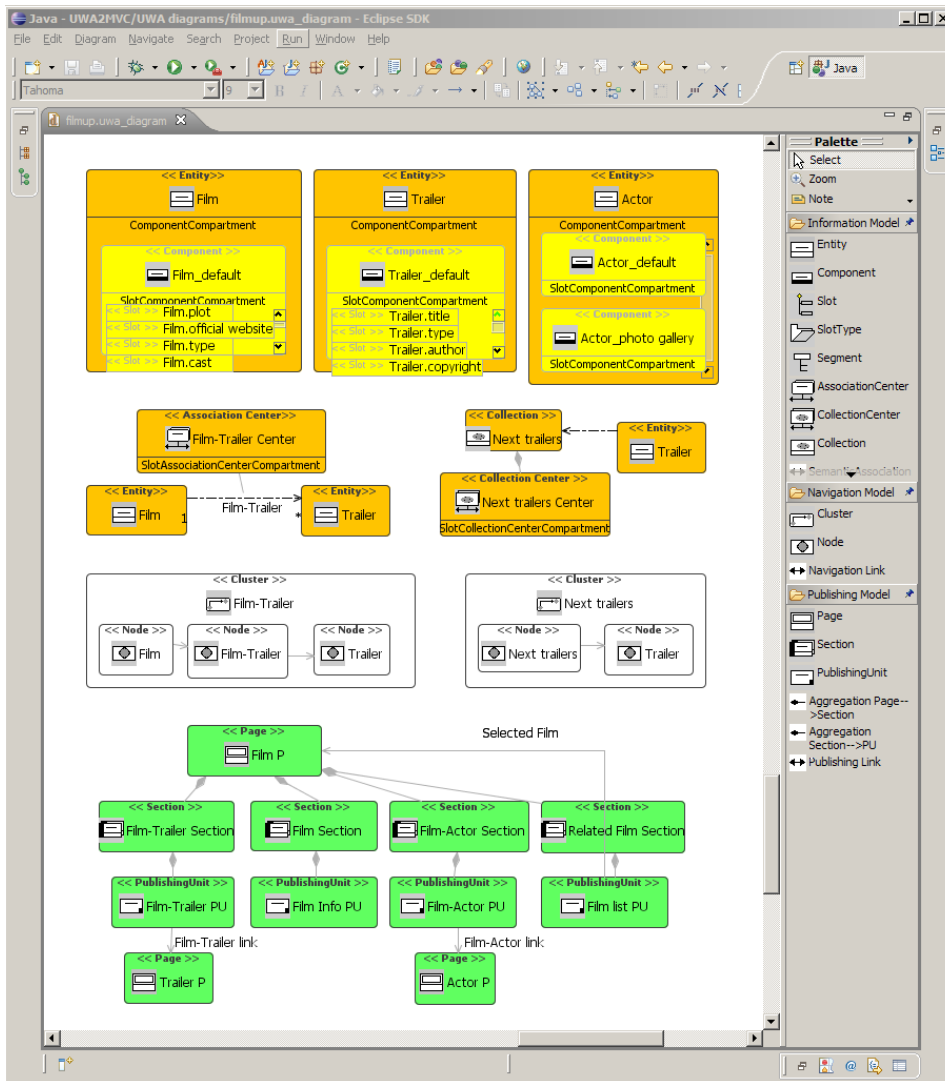 Java - UWA2MVC/UWA diagrams/filmup.uwa_diagram - Eclipse SDK
File Edit Diagram Navigate Search Project Run Window Help
Java
Tahoma 9 B I A
filmup.uwa_diagram
<< Entity>>
Film
ComponentCompartment
<< Component >>
Film_default
SlotComponentCompartment
<< Slot >> Film.plot
<< Slot >> Film.official website
<< Slot >> Film.type
<< Slot >> Film.cast
<< Entity>>
Trailer
ComponentCompartment
<< Component >>
Trailer_default
SlotComponentCompartment
<< Slot >> Trailer.title
<< Slot >> Trailer.type
<< Slot >> Trailer.author
<< Slot >> Trailer.copyright
<< Entity>>
Actor
ComponentCompartment
<< Component >>
Actor_default
SlotComponentCompartment
<< Component >>
Actor_photo gallery
SlotComponentCompartment
<< Association Center>>
Film-Trailer Center
SlotAssociationCenterCompartment
<< Entity>>
Film
1
Film-Trailer
*
<< Entity>>
Trailer
<< Collection >>
Next trailers
<< Entity>>
Trailer
<< Collection Center >>
Next trailers Center
SlotCollectionCenterCompartment
<< Cluster >>
Film-Trailer
<< Node >>
Film
<< Node >>
Film-Trailer
<< Node >>
Trailer
<< Cluster >>
Next trailers
<< Node >>
Next trailers
<< Node >>
Trailer
<< Page >>
Film P
Selected Film
<< Section >>
Film-Trailer Section
<< Section >>
Film Section
<< Section >>
Film-Actor Section
<< Section >>
Related Film Section
<< PublishingUnit >>
Film-Trailer PU
<< PublishingUnit >>
Film Info PU
<< PublishingUnit >>
Film-Actor PU
<< PublishingUnit >>
Film list PU
Film-Trailer link
Film-Actor link
<< Page >>
Trailer P
<< Page >>
Actor P
Palette
Select
Zoom
Note
Information Model
Entity
Component
Slot
SlotType
Segment
AssociationCenter
CollectionCenter
Collection
SemanticAssociation
Navigation Model
Cluster
Node
Navigation Link
Publishing Model
Page
Section
PublishingUnit
Aggregation Page--
>Section
Aggregation
Section-->PU
Publishing Link